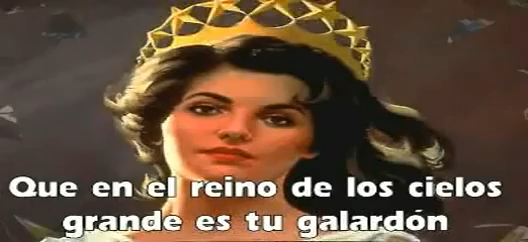 Que en el reino de los cielos
grande es tu galardón